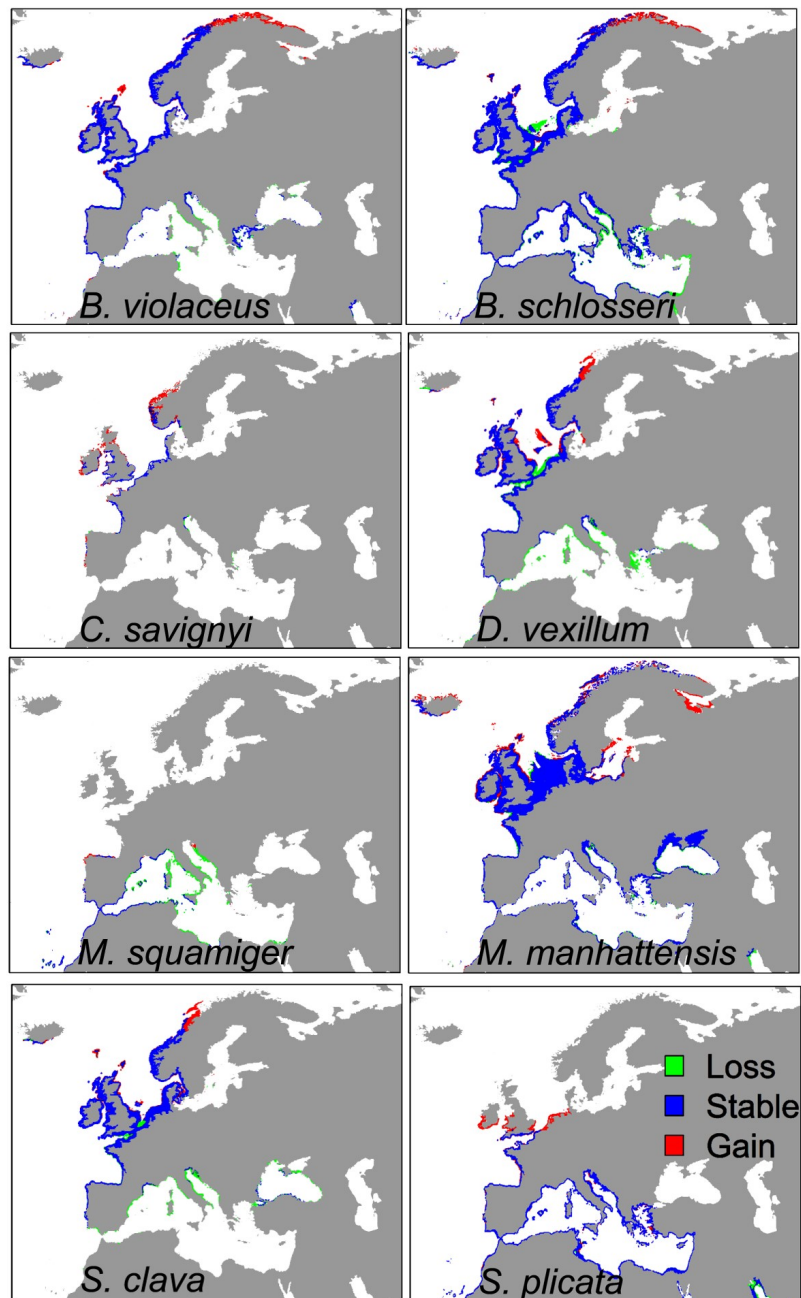 B. violaceus
B. schlosseri
C. savignyi
D. vexillum
M. squamiger
M. manhattensis
S. clava
Loss
Stable
Gain
S. plicata